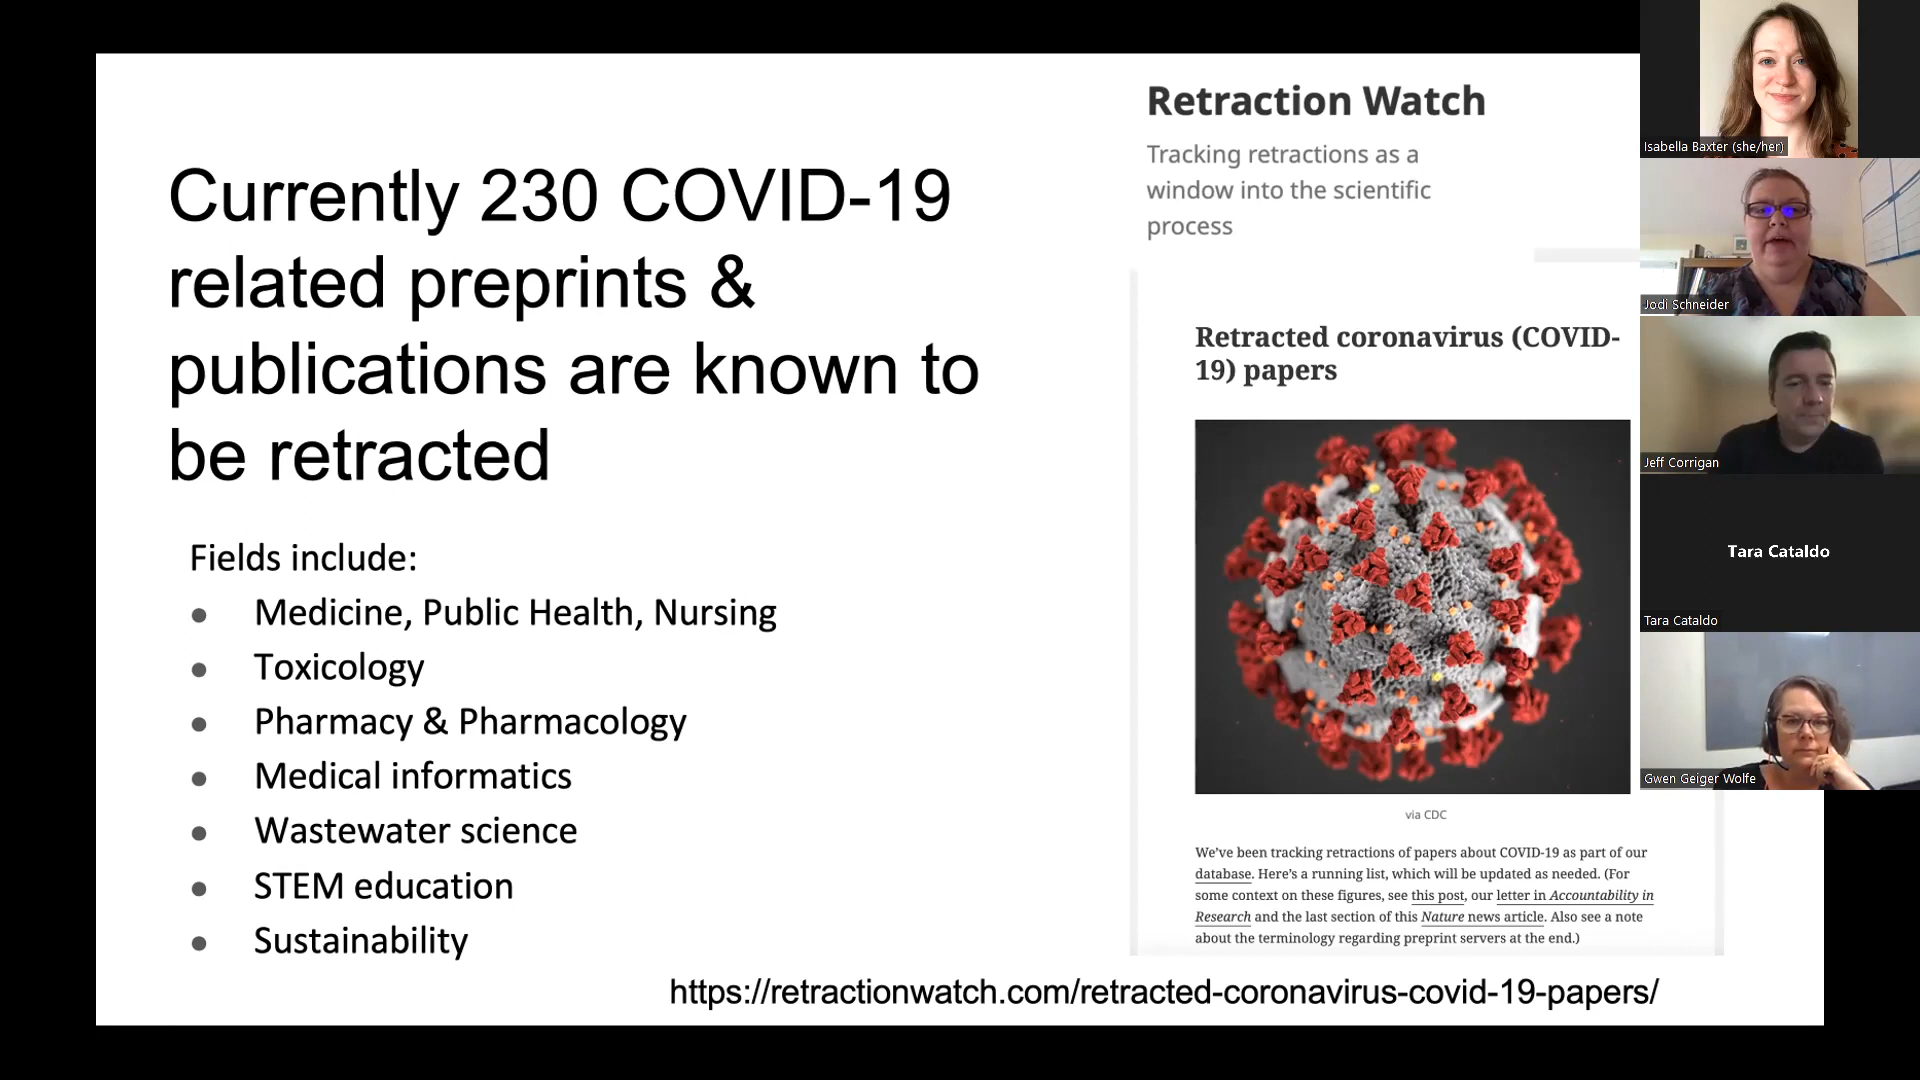 Currently 230 COVID-19
related preprints &
publications are known to
be retracted
Fields include:
● Medicine, Public Health, Nursing
● Toxicology
● Pharmacy & Pharmacology
● Medical informatics
● Wastewater science
● STEM education
● Sustainability
Retraction Watch
Tracking retractions as a
window into the scientific
process
Retracted coronavirus (COVID-
19) papers
via CDC
We’ve been tracking retractions of papers about COVID-19 as part of our
database. Here’s a running list, which will be updated as needed. (For
some context on these figures, see this post, our letter in Accountability in
Research and the last section of this Nature news article. Also see a note
about the terminology regarding preprint servers at the end.)
https://retractionwatch.com/retracted-coronavirus-covid-19-papers/
Isabella Baxter (she/her)
Jodi Schneider
Jeff Corrigan
Tara Cataldo
Tara Cataldo
Gwen Geiger Wolfe